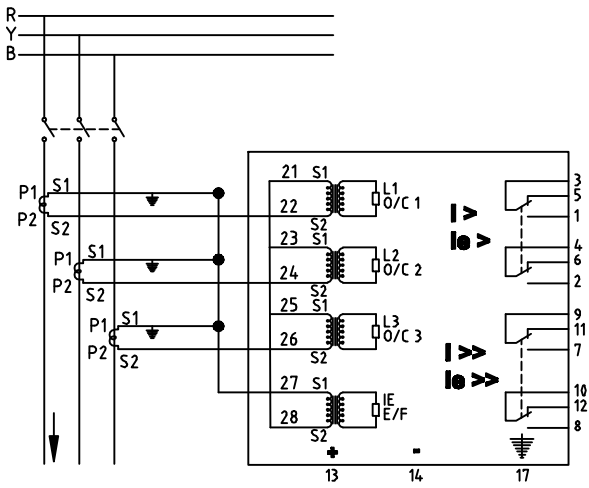 R
Y
B
P1 S1
P2 S2
P1 S1
P2 S2
P1 S1
P2 S2
21 S1
22 S2
L1
O/C 1
23 S1
24 S2
L2
O/C 2
25 S1
26 S2
L3
O/C 3
27 S1
28 S2
IE
E/F
I >
Ie >
I >>
Ie >>
3
5
1
4
6
2
9
11
7
10
12
8
+ -
13 14 17